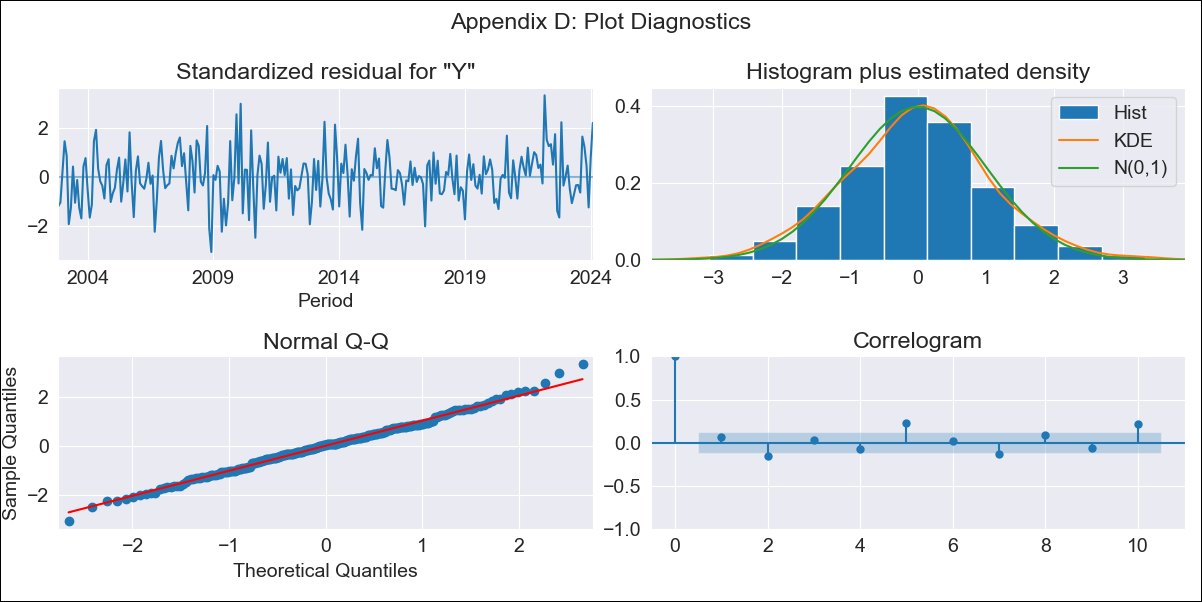 Appendix D: Plot Diagnostics
Standardized residual for "Y"
2
0
−2
2004 2009 2014 2019 2024
Period
Histogram plus estimated density
0.4
0.2
0.0
Hist
KDE
N(0,1)
−3 −2 −1 0 1 2 3
Normal Q-Q
Sample Quantiles
2
0
−2
−2 −1 0 1 2
Theoretical Quantiles
Correlogram
1.0
0.5
0.0
−0.5
−1.0
0 2 4 6 8 10